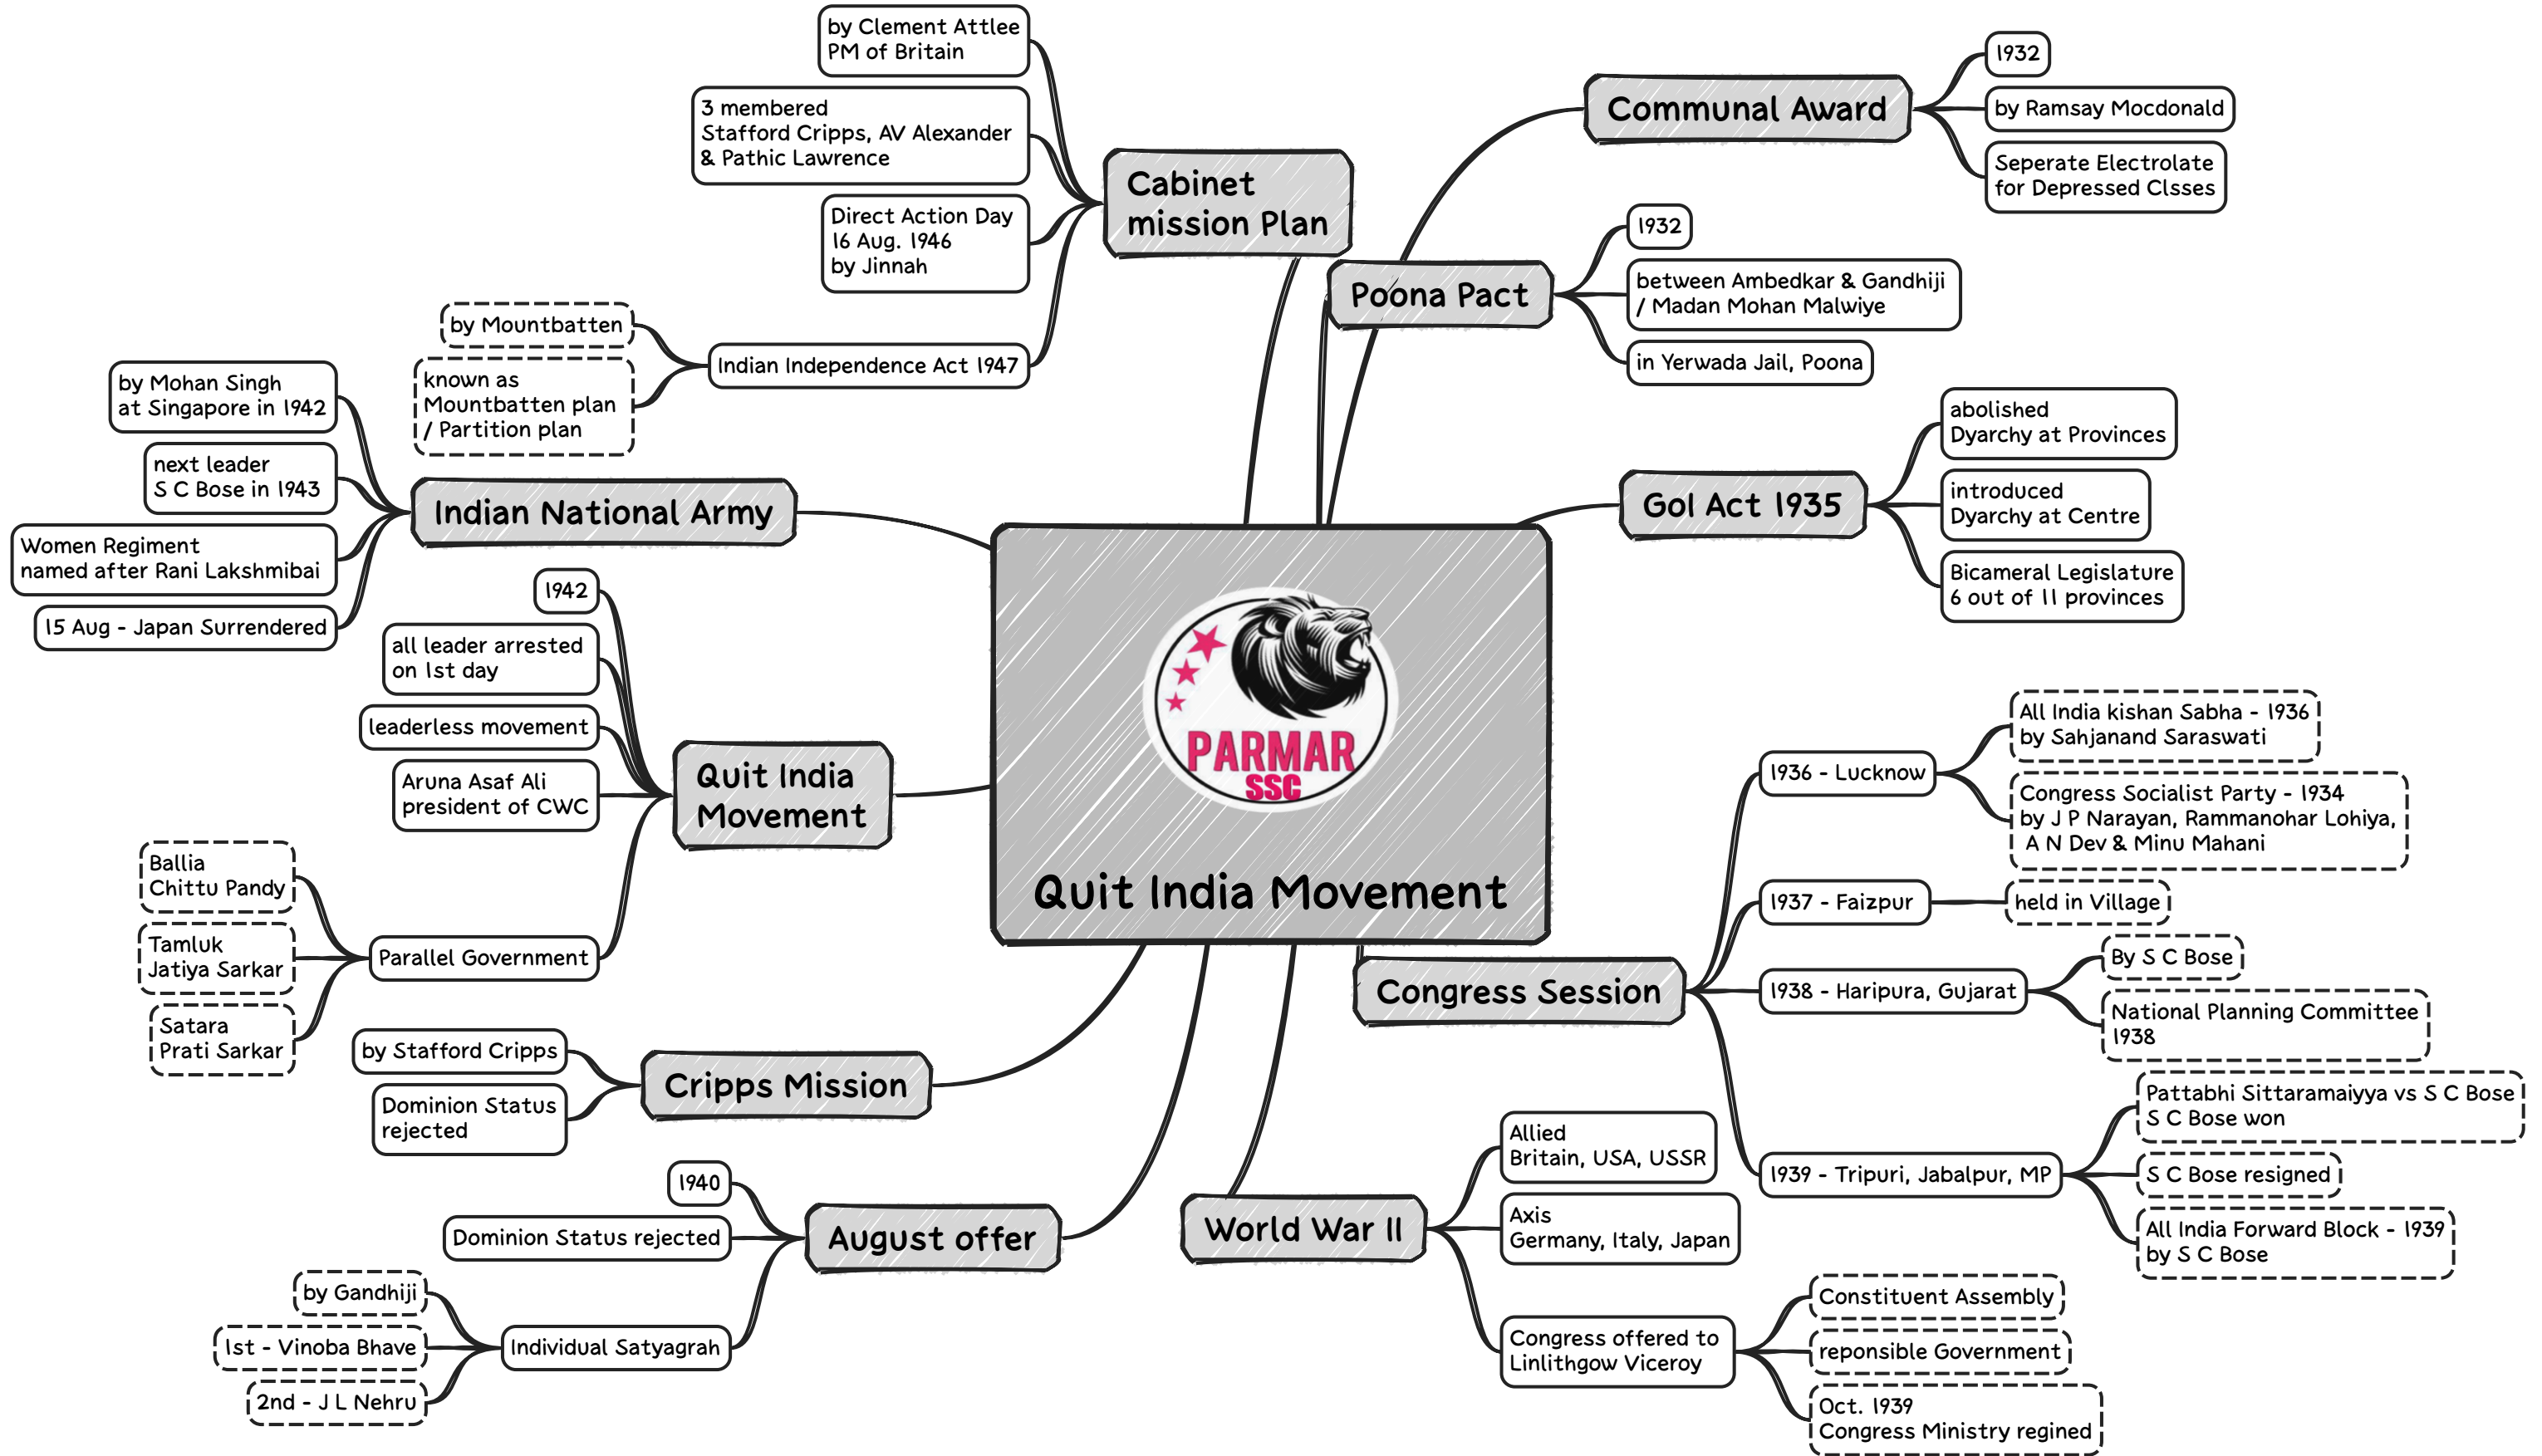 PARMAR
SSC
Quit India Movement
Communal Award
1932
by Ramsay Mocdonald
Seperate Electrolate
for Depressed Clsses
Poona Pact
1932
between Ambedkar & Gandhiji
/ Madan Mohan Malwiye
in Yerwada Jail, Poona
GoI Act 1935
abolished
Dyarchy at Provinces
introduced
Dyarchy at Centre
Bicameral Legislature
6 out of 11 provinces
Congress Session
1936 - Lucknow
All India kishan Sabha - 1936
by Sahjanand Saraswati
Congress Socialist Party - 1934
by J P Narayan, Rammanohar Lohiya,
A N Dev & Minu Mahani
1937 - Faizpur
held in Village
1938 - Haripura, Gujarat
By S C Bose
National Planning Committee
1938
1939 - Tripuri, Jabalpur, MP
Pattabhi Sittaramaiyya vs S C Bose
S C Bose won
S C Bose resigned
All India Forward Block - 1939
by S C Bose
World War II
Allied
Britain, USA, USSR
Axis
Germany, Italy, Japan
Congress offered to
Linlithgow Viceroy
Constituent Assembly
reponsible Government
Oct. 1939
Congress Ministry regined
August offer
1940
Dominion Status rejected
Individual Satyagrah
by Gandhiji
1st - Vinoba Bhave
2nd - J L Nehru
Cripps Mission
by Stafford Cripps
Dominion Status
rejected
Quit India
Movement
1942
all leader arrested
on 1st day
leaderless movement
Aruna Asaf Ali
president of CWC
Parallel Government
Ballia
Chittu Pandy
Tamluk
Jatiya Sarkar
Satara
Prati Sarkar
Indian National Army
by Mohan Singh
at Singapore in 1942
next leader
S C Bose in 1943
Women Regiment
named after Rani Lakshmibai
15 Aug - Japan Surrendered
Cabinet
mission Plan
by Clement Attlee
PM of Britain
3 membered
Stafford Cripps, AV Alexander
& Pathic Lawrence
Direct Action Day
16 Aug. 1946
by Jinnah
Indian Independence Act 1947
by Mountbatten
known as
Mountbatten plan
/ Partition plan